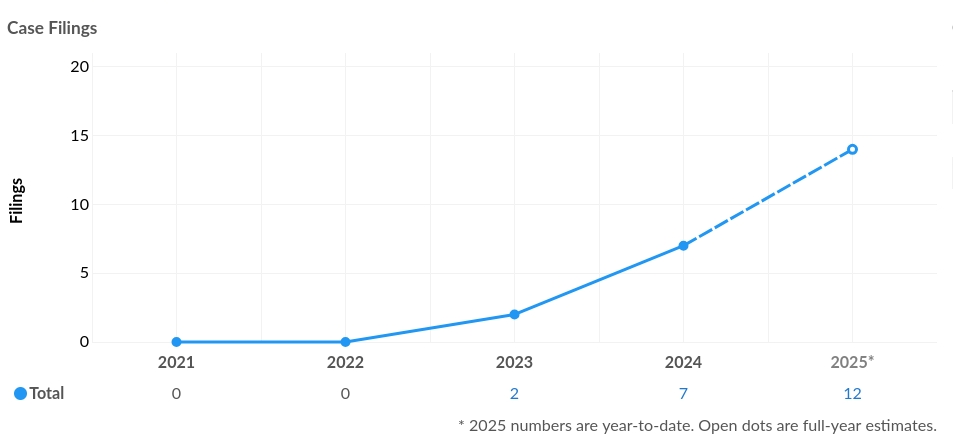 Case Filings
20
15
10
5
0
Filings
2021 2022 2023 2024 2025*
Total 0 0 2 7 12
* 2025 numbers are year-to-date. Open dots are full-year estimates.